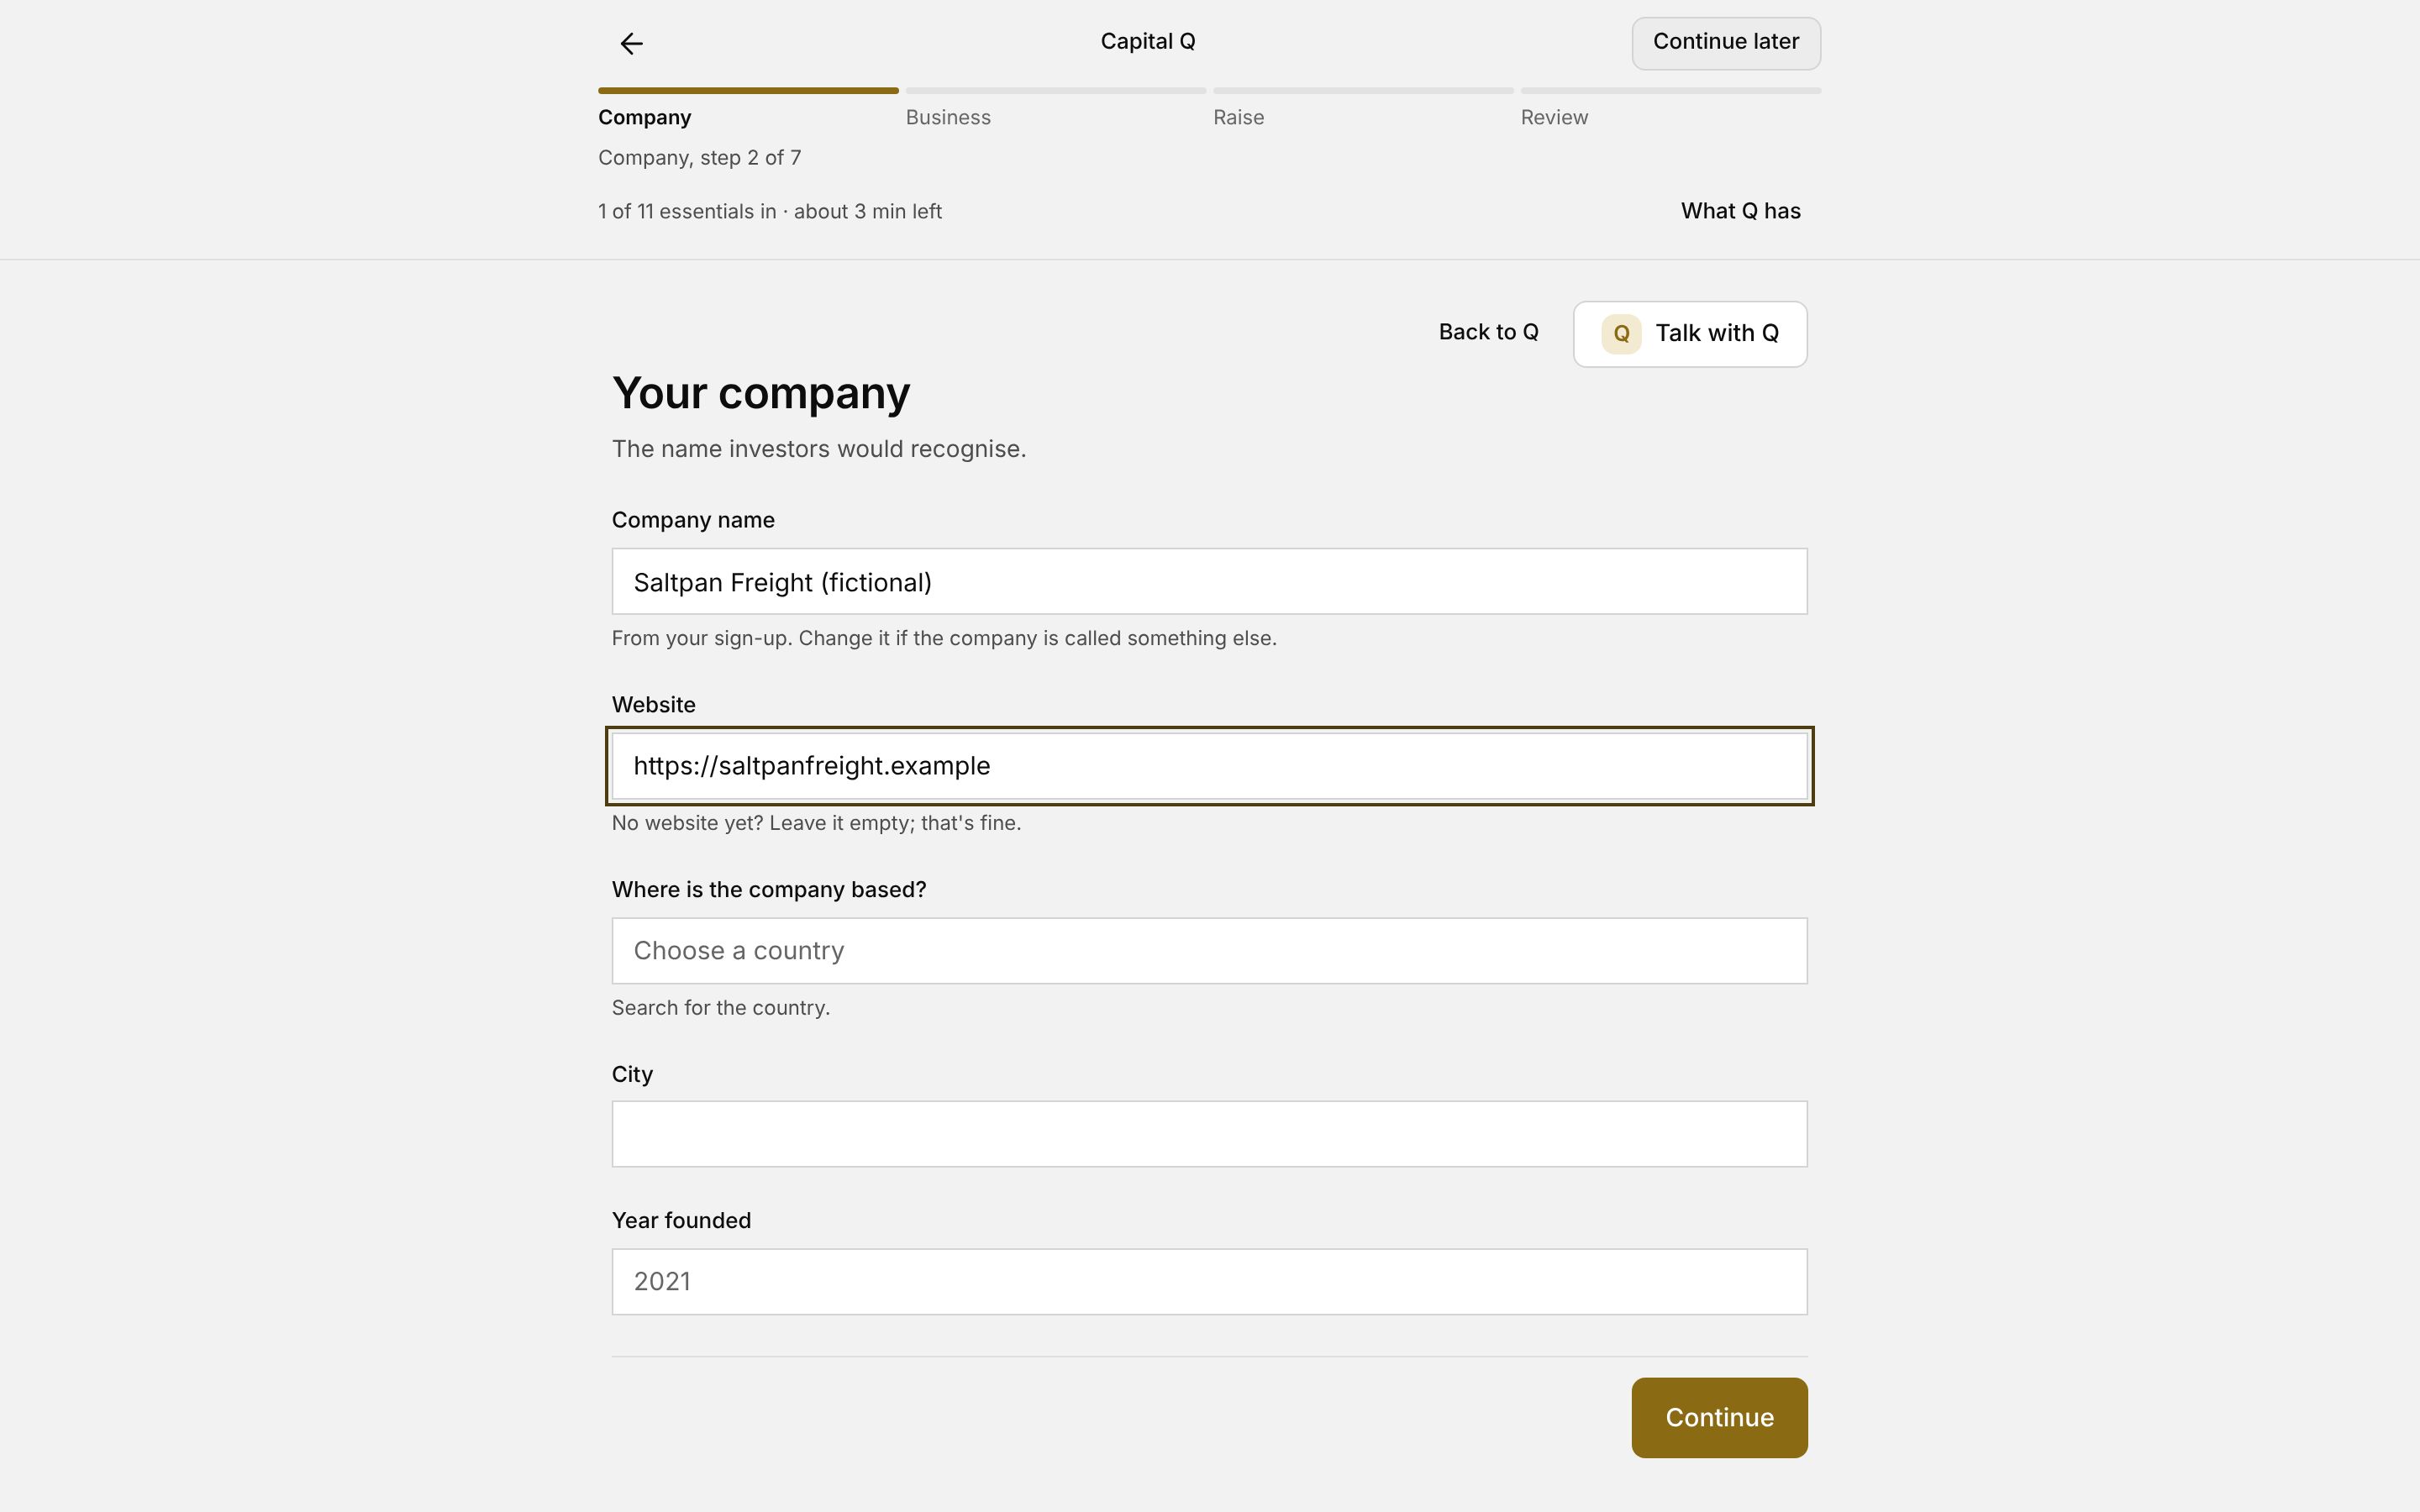 Capital Q
Continue later
Company
Business
Raise
Review
Company, step 2 of 7
1 of 11 essentials in · about 3 min left
What Q has
Back to Q
Q Talk with Q
Your company
The name investors would recognise.
Company name
Saltpan Freight (fictional)
From your sign-up. Change it if the company is called something else.
Website
https://saltpanfreight.example
No website yet? Leave it empty; that's fine.
Where is the company based?
Choose a country
Search for the country.
City
Year founded
2021
Continue